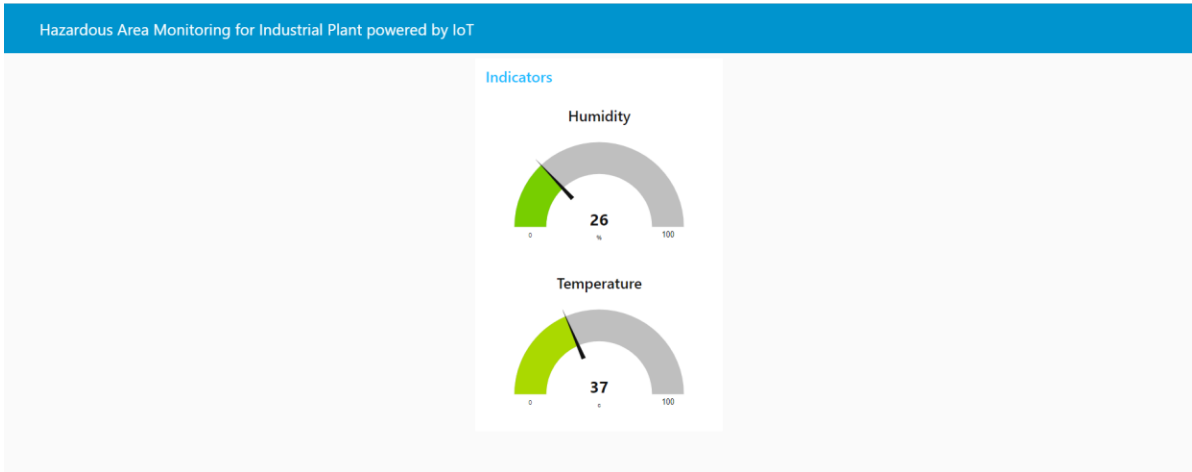 Hazardous Area Monitoring for Industrial Plant powered by IoT
Indicators
Humidity
26
%
0
100
Temperature
37
c
0
100